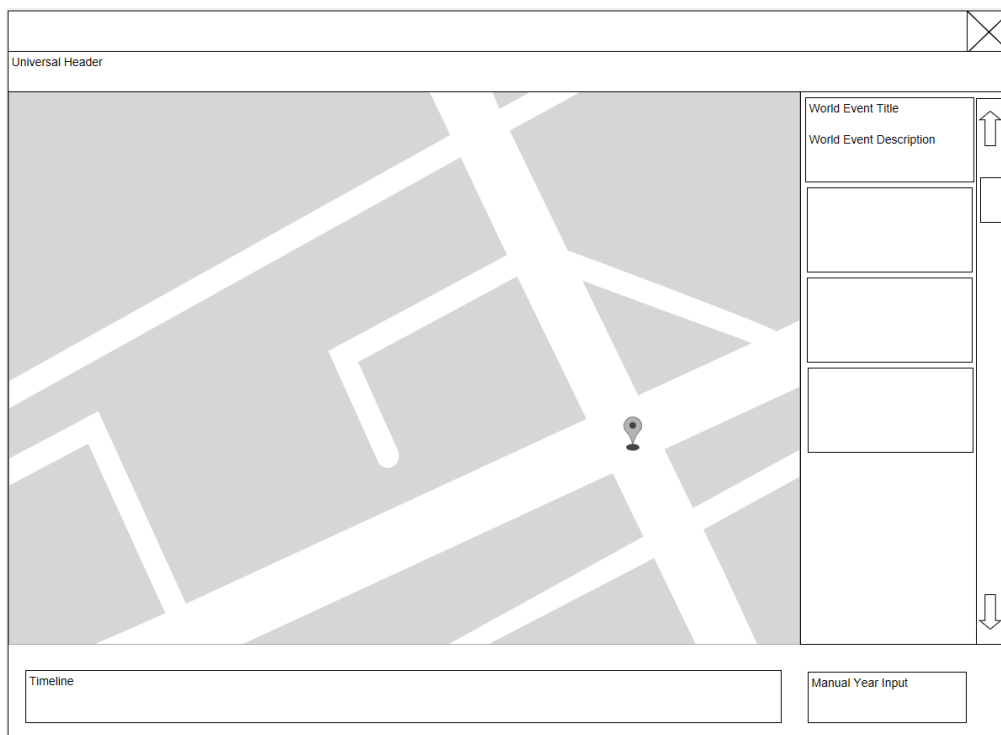 Universal Header
World Event Title
World Event Description
Timeline
Manual Year Input